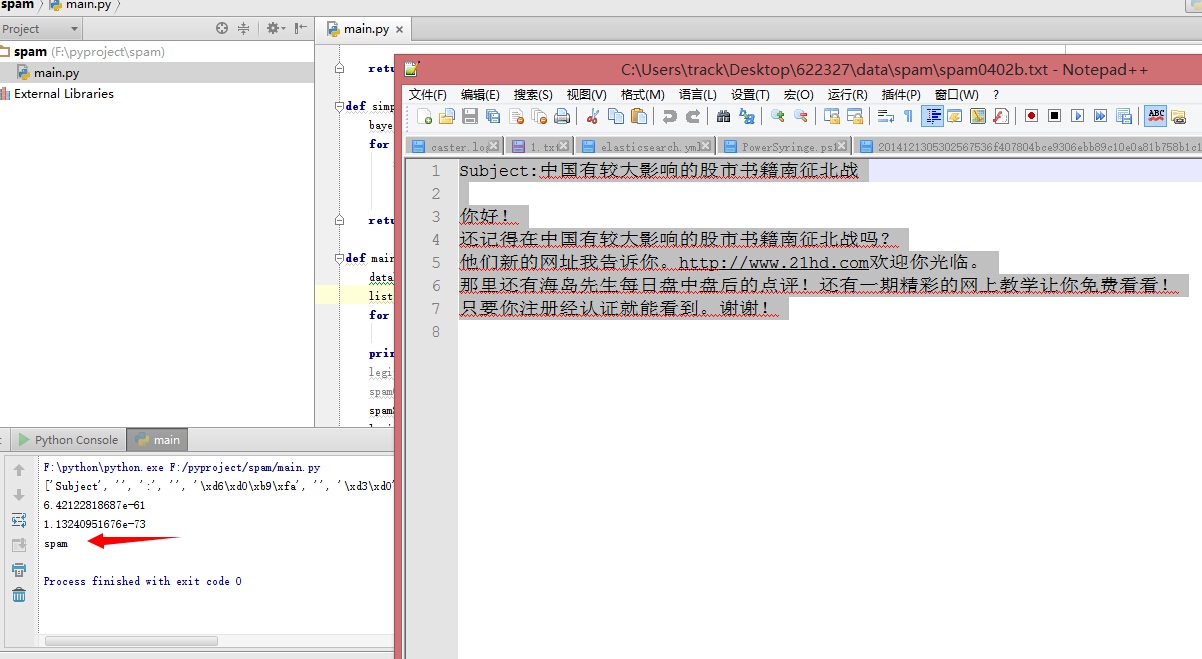 spam
main.py
Project
main.py
spam (F:\pyproject\spam)
main.py
External Libraries
retu
def simp
baye
for
retu
def main
data
list
for
prin
legi
spam
C:\Users\track\Desktop\622327\data\spam\spam0402b.txt - Notepad++
文件(F) 编辑(E) 搜索(S) 视图(V) 格式(M) 语言(L) 设置(T) 宏(O) 运行(R) 插件(P) 窗口(W) ?
caster.log 1.txt elasticsearch.yml PowerSyringe.ps1
1 Subject:中国有较大影响的股市书籍南征北战
2
3 你好！
4 还记得在中国有较大影响的股市书籍南征北战吗？
5 他们新的网址我告诉你。http://www.21hd.com欢迎你光临。
6 那里还有海岛先生每日盘中盘后的点评！还有一期精彩的网上教学让你免费看看！
7 只要你注册经认证就能看到。谢谢！
8
Python Console
main
F:\python\python.exe F:/pyproject/spam/main.py
['Subject', '', ':', '', '\xd6\xd0\xb9\xfa', '', '\xd3\xd0'
6.42122818687e-61
1.13240951676e-73
spam
Process finished with exit code 0